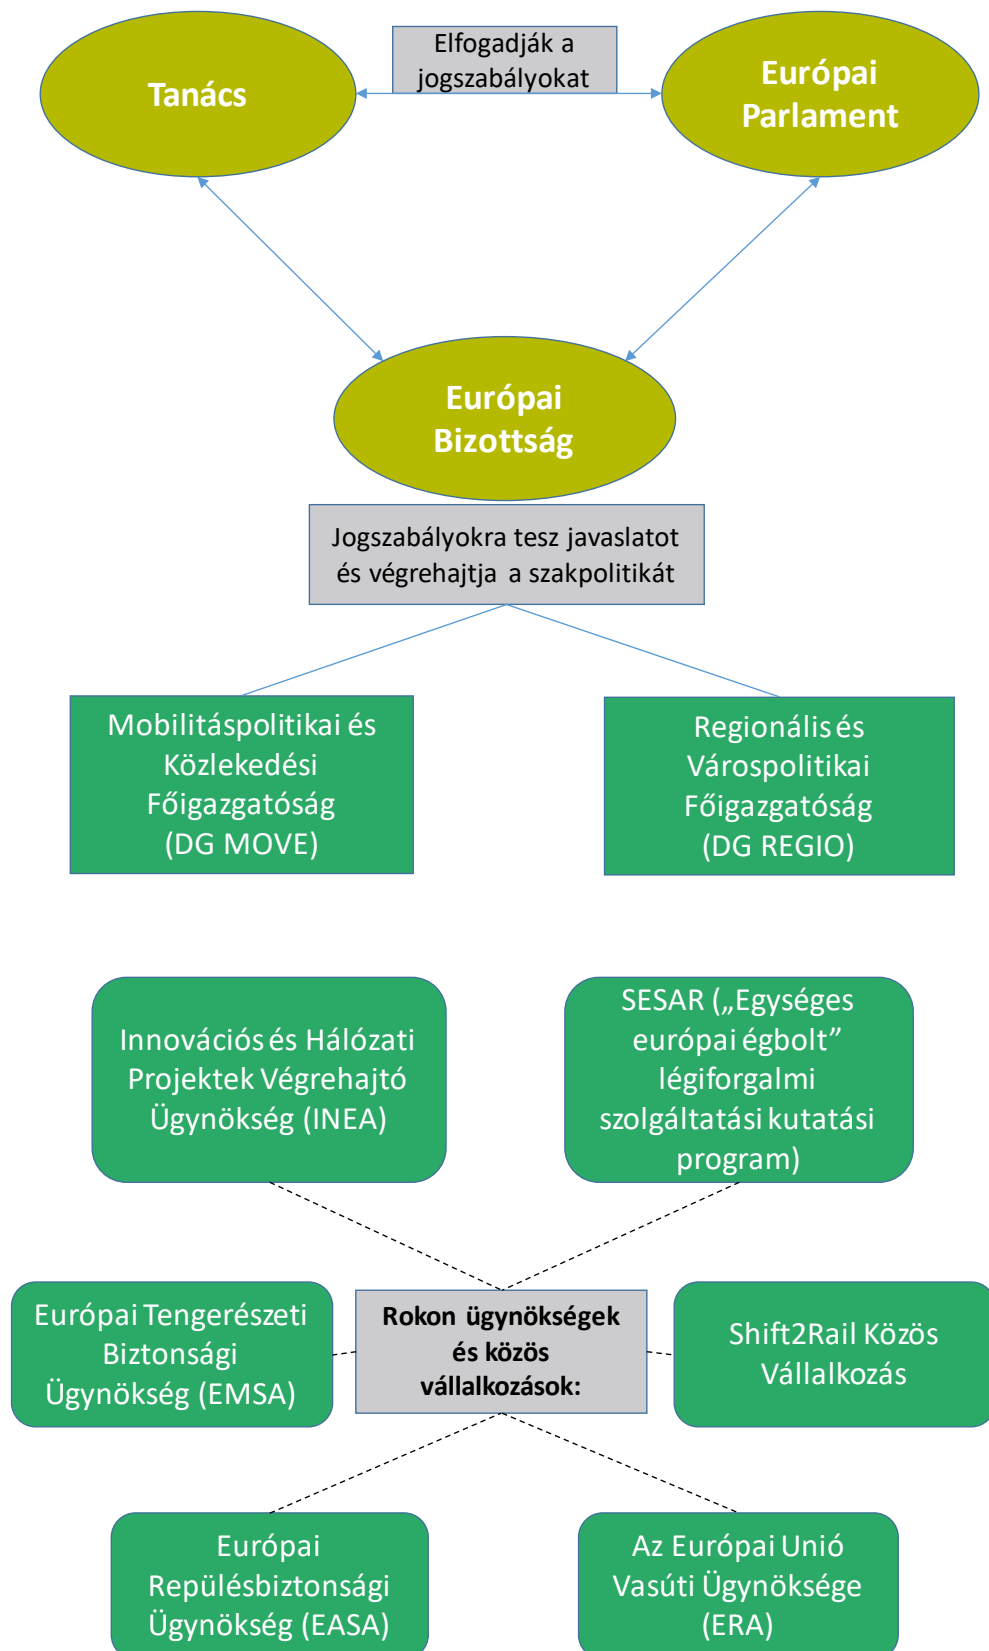 Elfogadják a
jogszabályokat
Tanács
Európai
Parlament
Európai
Bizottság
Jogszabályokra tesz javaslatot
és végrehajtja a szakpolitikát
Mobilitáspolitikai és
Közlekedési
Főigazgatóság
(DG MOVE)
Regionális és
Várospolitikai
Főigazgatóság
(DG REGIO)
Innovációs és Hálózati
Projektek Végrehajtó
Ügynökség (INEA)
SESAR („Egységes
európai égbolt”
légiforgalmi
szolgáltatási kutatási
program)
Európai Tengerészeti
Biztonsági
Ügynökség (EMSA)
Rokon ügynökségek
és közös
vállalkozások:
Shift2Rail Közös
Vállalkozás
Európai
Repülésbiztonsági
Ügynökség (EASA)
Az Európai Unió
Vasúti Ügynöksége
(ERA)